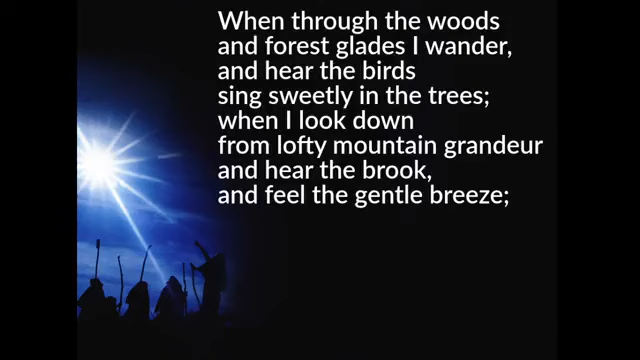 When through the woods
and forest glades I wander,
and hear the birds
sing sweetly in the trees;
when I look down
from lofty mountain grandeur
and hear the brook,
and feel the gentle breeze;